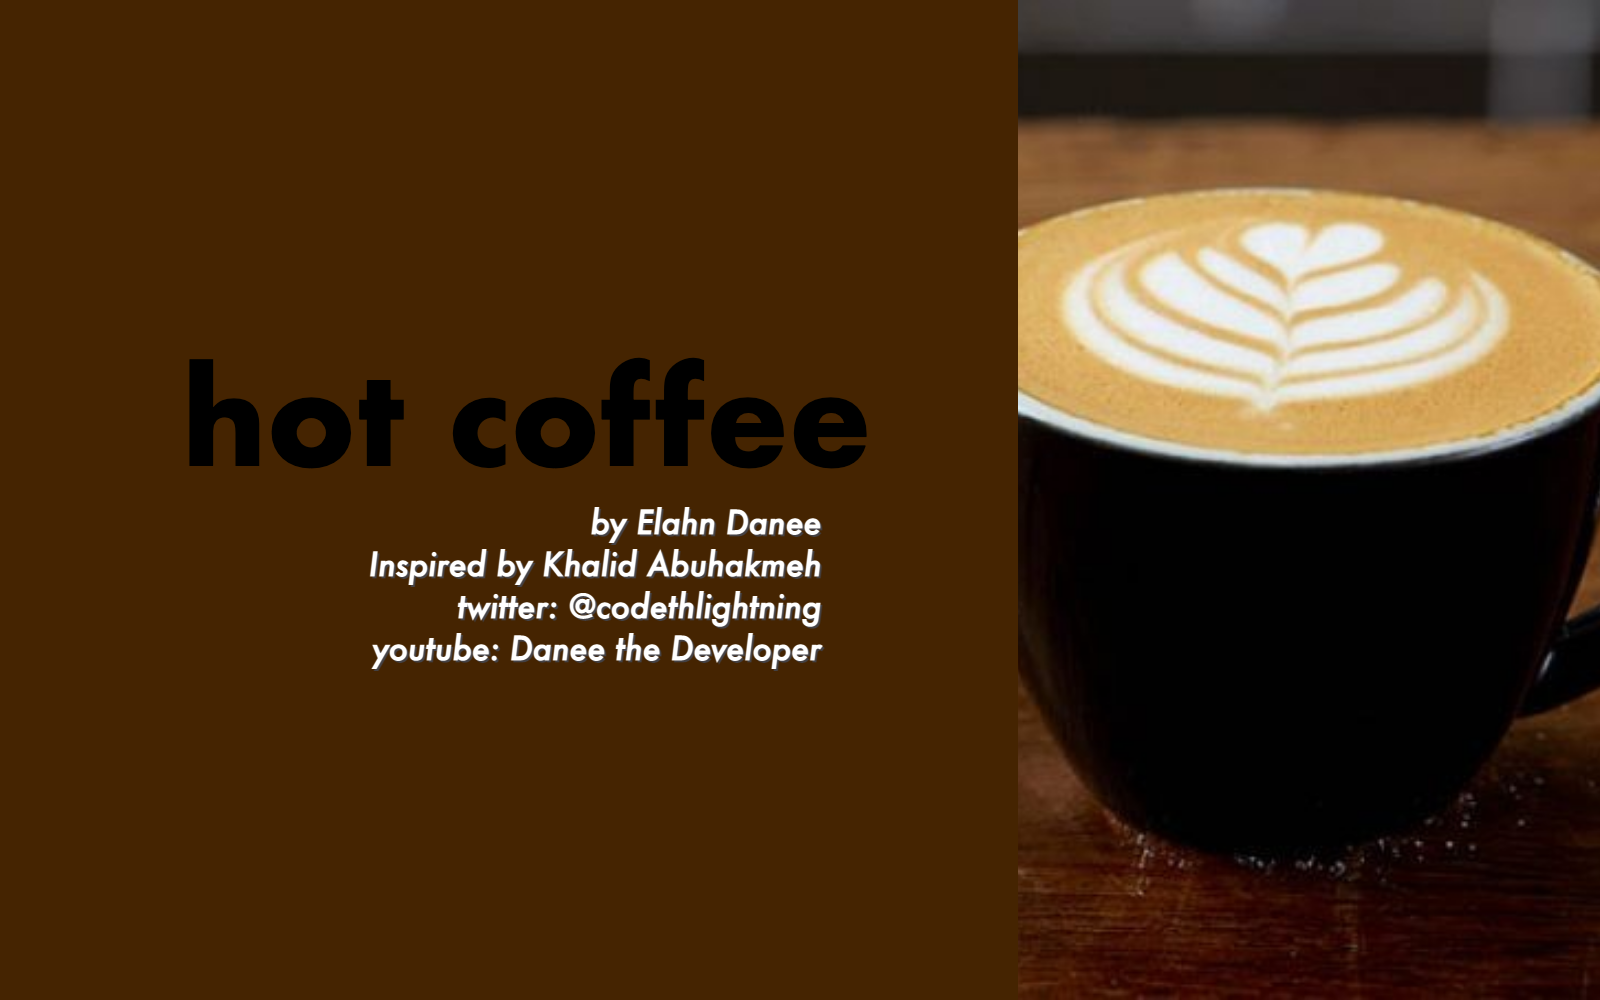 hot coffee
by Elahn Danee
Inspired by Khalid Abuhakmeh
twitter: @codethlightning
youtube: Danee the Developer